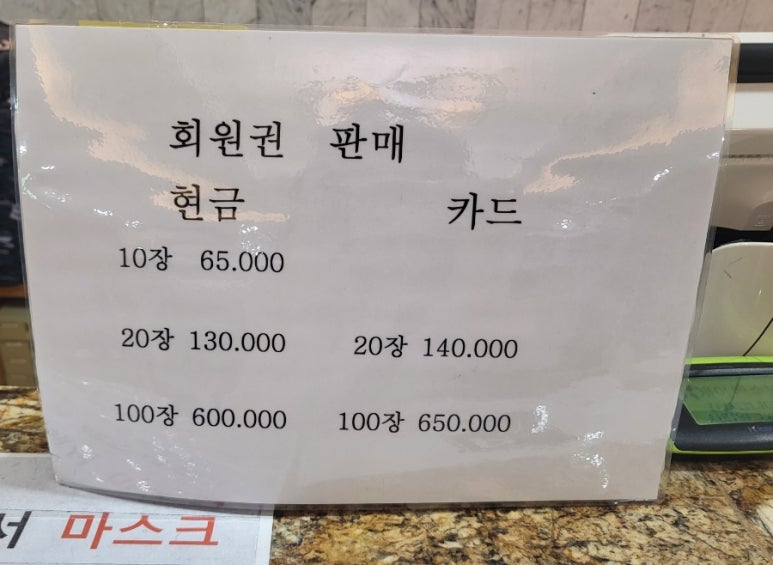 회원권 판매
현금 카드
10장 65.000
20장 130.000 20장 140.000
100장 600.000 100장 650.000
서 마스크